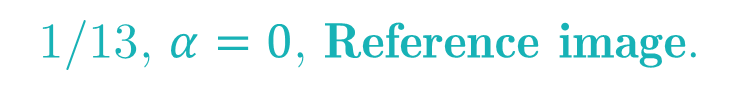 1/13, α = 0, Reference image.